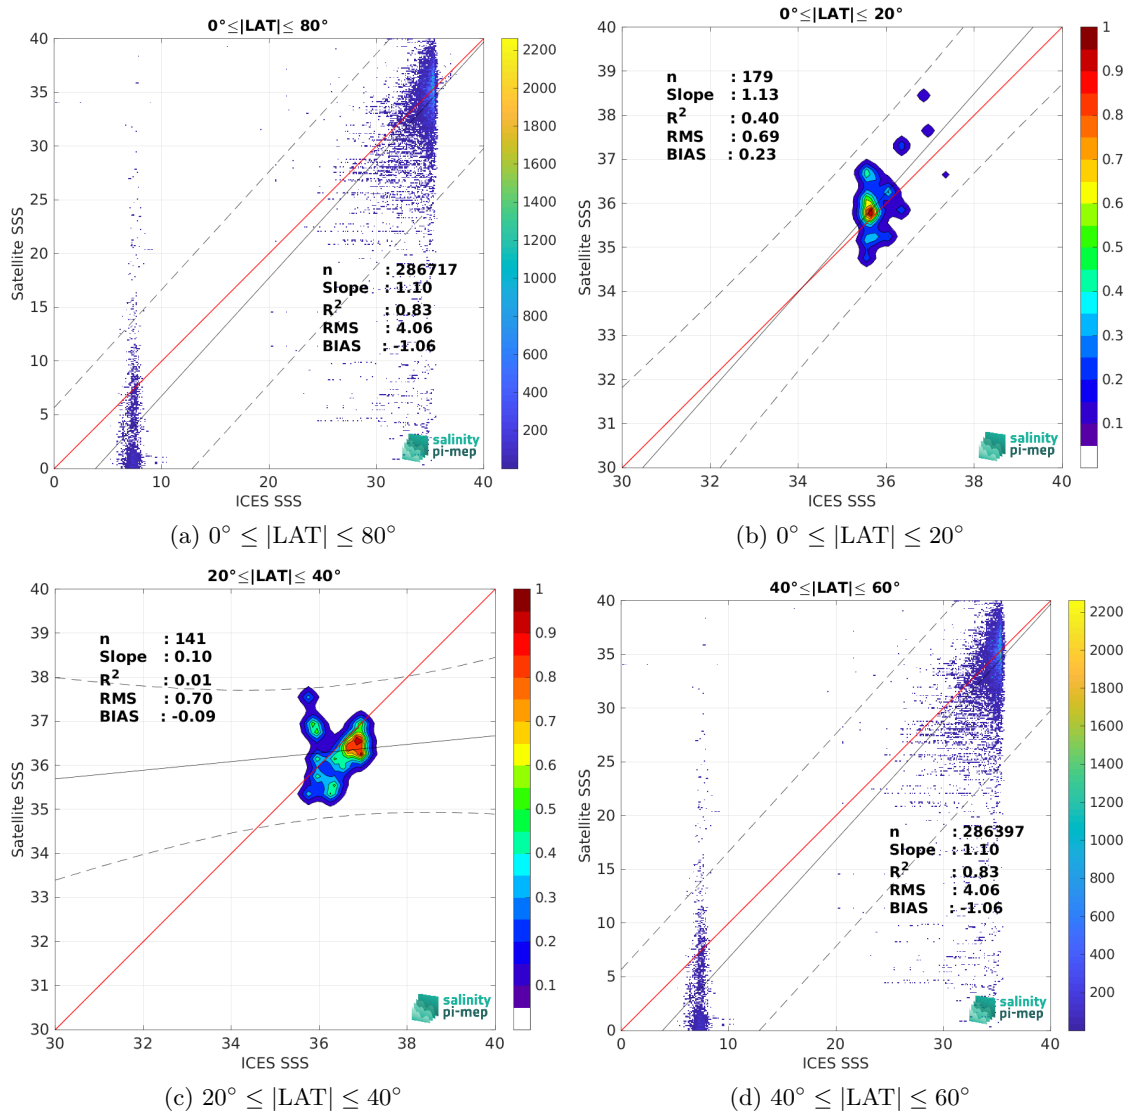 0°≤|LAT|≤ 80°
40
35
30
25
20
15
10
5
0
Satellite SSS
n : 286717
Slope : 1.10
R² : 0.83
RMS : 4.06
BIAS : -1.06
salinity
pi-mep
0 10 20 30 40
ICES SSS
2200
2000
1800
1600
1400
1200
1000
800
600
400
200
(a) 0° ≤ |LAT| ≤ 80°
0°≤|LAT|≤ 20°
40
39
38
37
36
35
34
33
32
31
30
Satellite SSS
n : 179
Slope : 1.13
R² : 0.40
RMS : 0.69
BIAS : 0.23
salinity
pi-mep
30 32 34 36 38 40
ICES SSS
1
0.9
0.8
0.7
0.6
0.5
0.4
0.3
0.2
0.1
(b) 0° ≤ |LAT| ≤ 20°
20°≤|LAT|≤ 40°
40
39
38
37
36
35
34
33
32
31
30
Satellite SSS
n : 141
Slope : 0.10
R² : 0.01
RMS : 0.70
BIAS : -0.09
salinity
pi-mep
30 32 34 36 38 40
ICES SSS
1
0.9
0.8
0.7
0.6
0.5
0.4
0.3
0.2
0.1
(c) 20° ≤ |LAT| ≤ 40°
40°≤|LAT|≤ 60°
40
35
30
25
20
15
10
5
0
Satellite SSS
n : 286397
Slope : 1.10
R² : 0.83
RMS : 4.06
BIAS : -1.06
salinity
pi-mep
0 10 20 30 40
ICES SSS
2200
2000
1800
1600
1400
1200
1000
800
600
400
200
(d) 40° ≤ |LAT| ≤ 60°